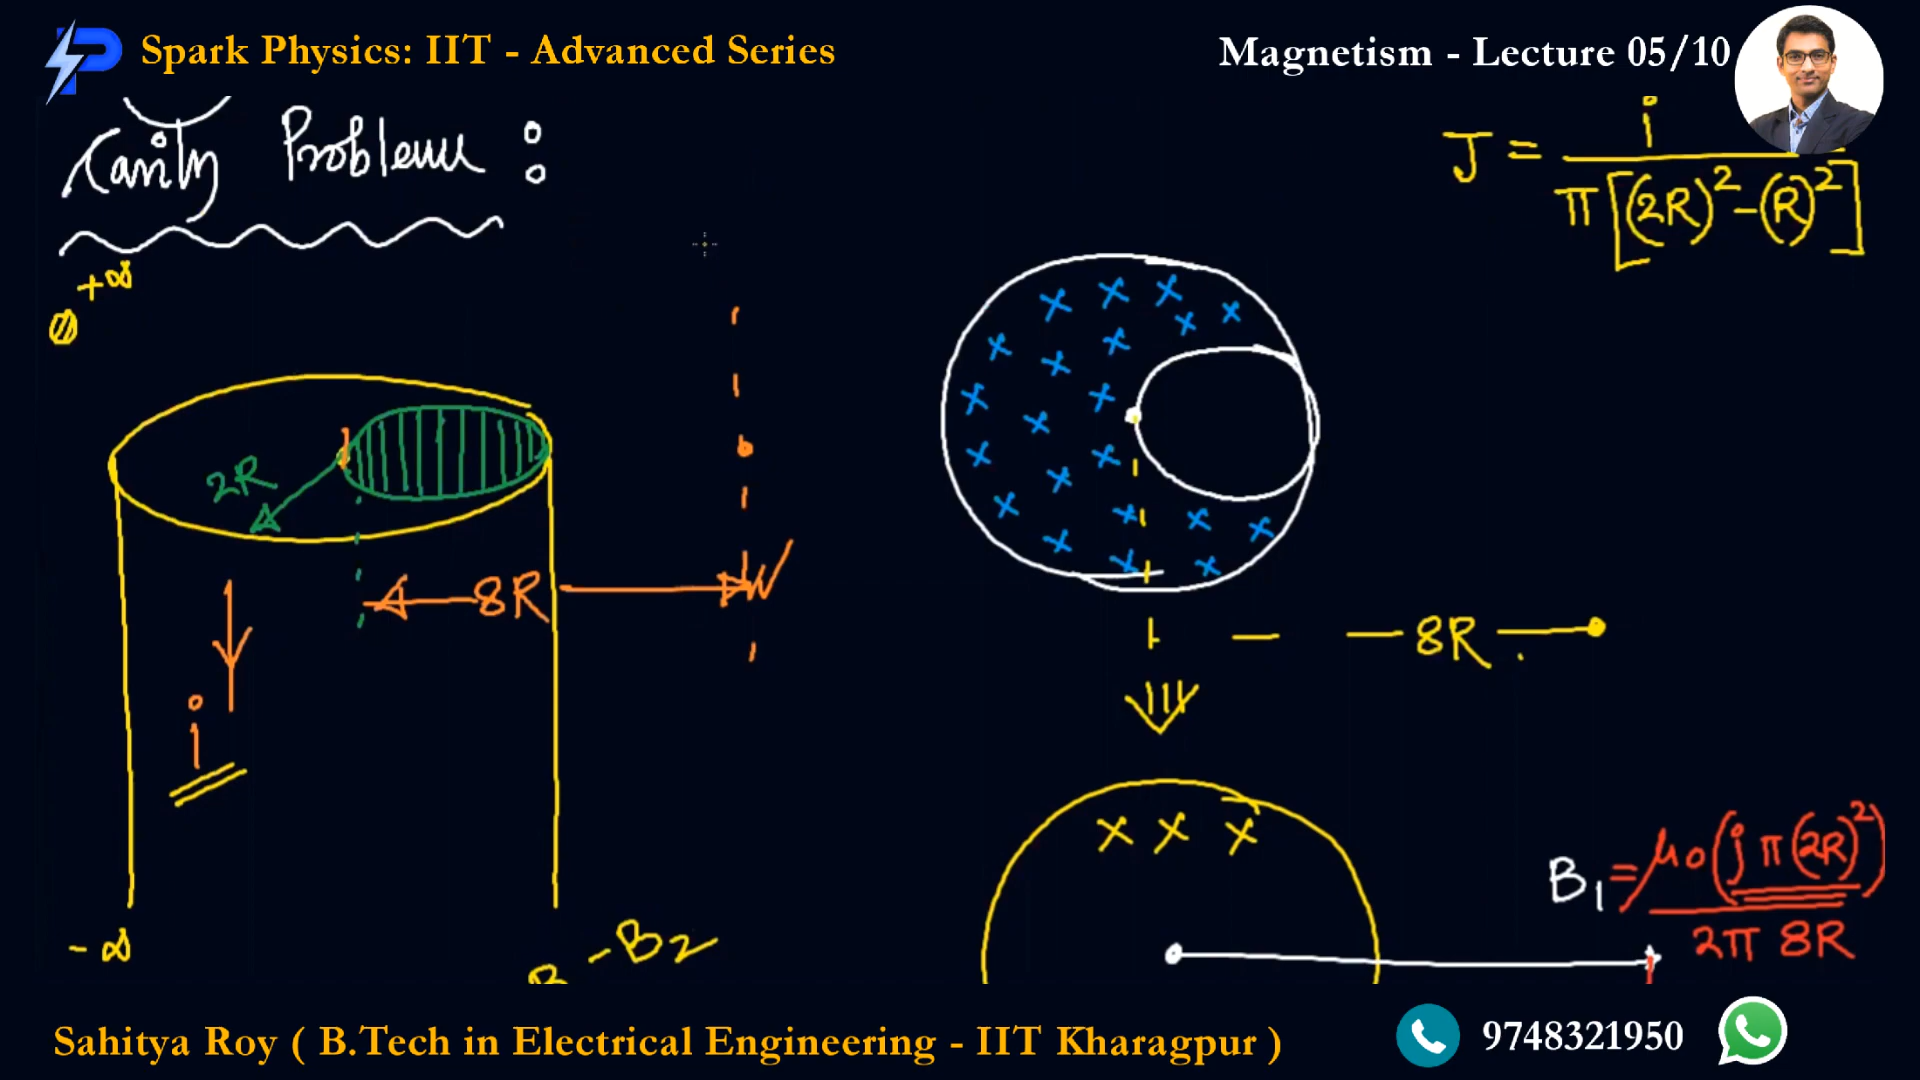 Spark Physics: IIT - Advanced Series
Magnetism - Lecture 05/10
Cavity Problem :
J = i / π[(2R)² - (R)²]
+∞
2R
8R
i
- ∞
- B2
x x x
8R
B1 = μ0 (j π (2R)²) / 2π 8R
Sahitya Roy ( B.Tech in Electrical Engineering - IIT Kharagpur )
9748321950